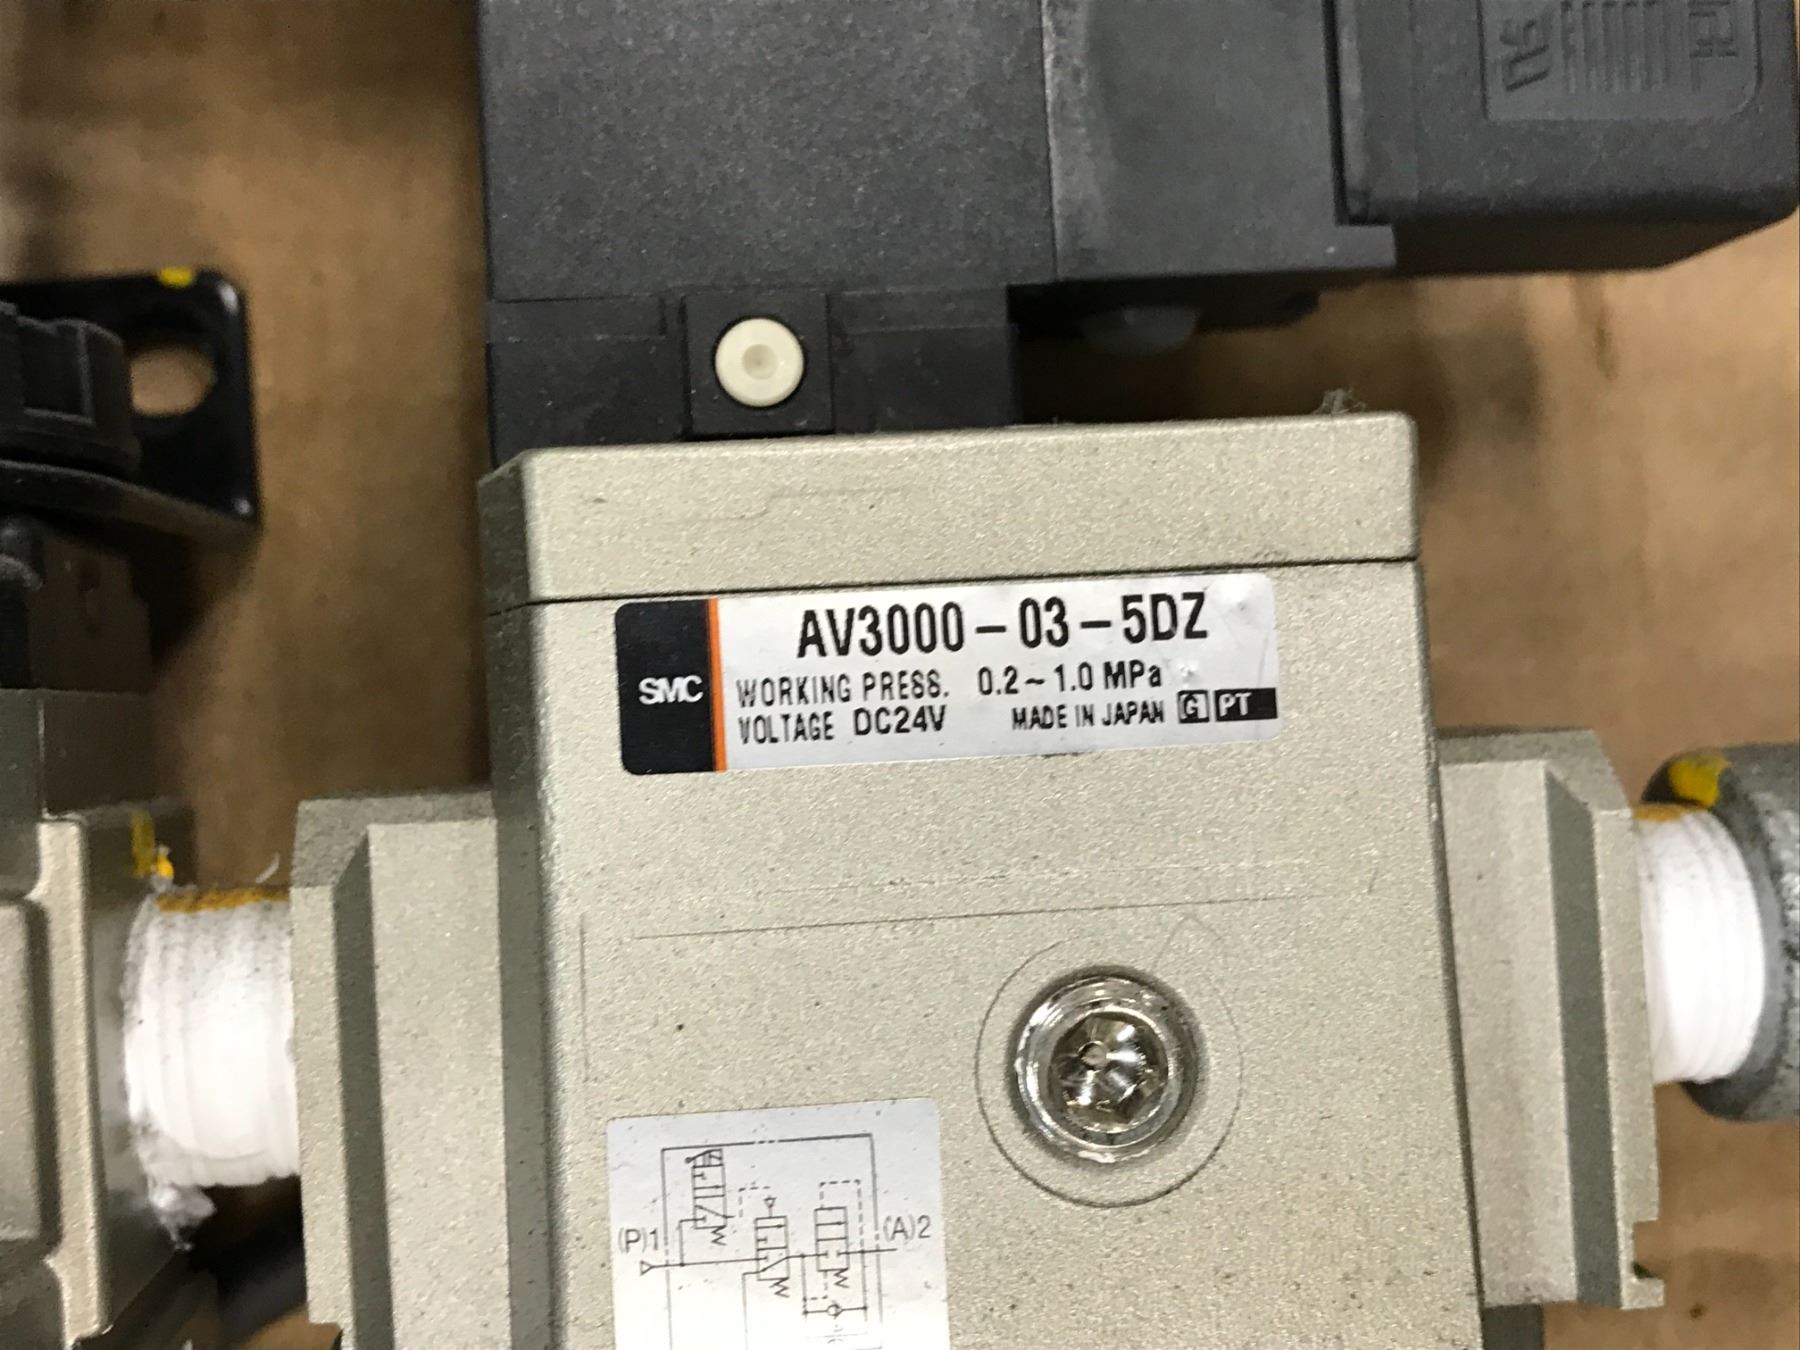 AV3000-03-5DZ
SMC
WORKING PRESS. 0.2~1.0 MPa
VOLTAGE DC24V MADE IN JAPAN G PT
(P)1
(A)2